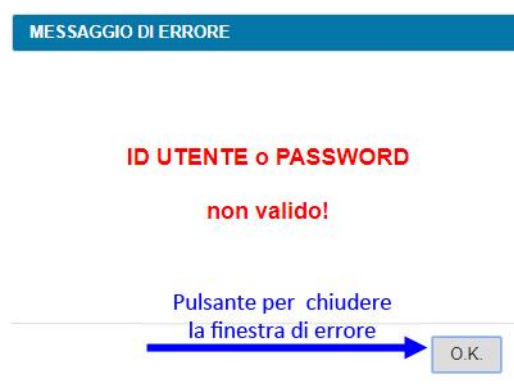 MESSAGGIO DI ERRORE
ID UTENTE o PASSWORD
non valido!
Pulsante per chiudere
la finestra di errore
O.K.